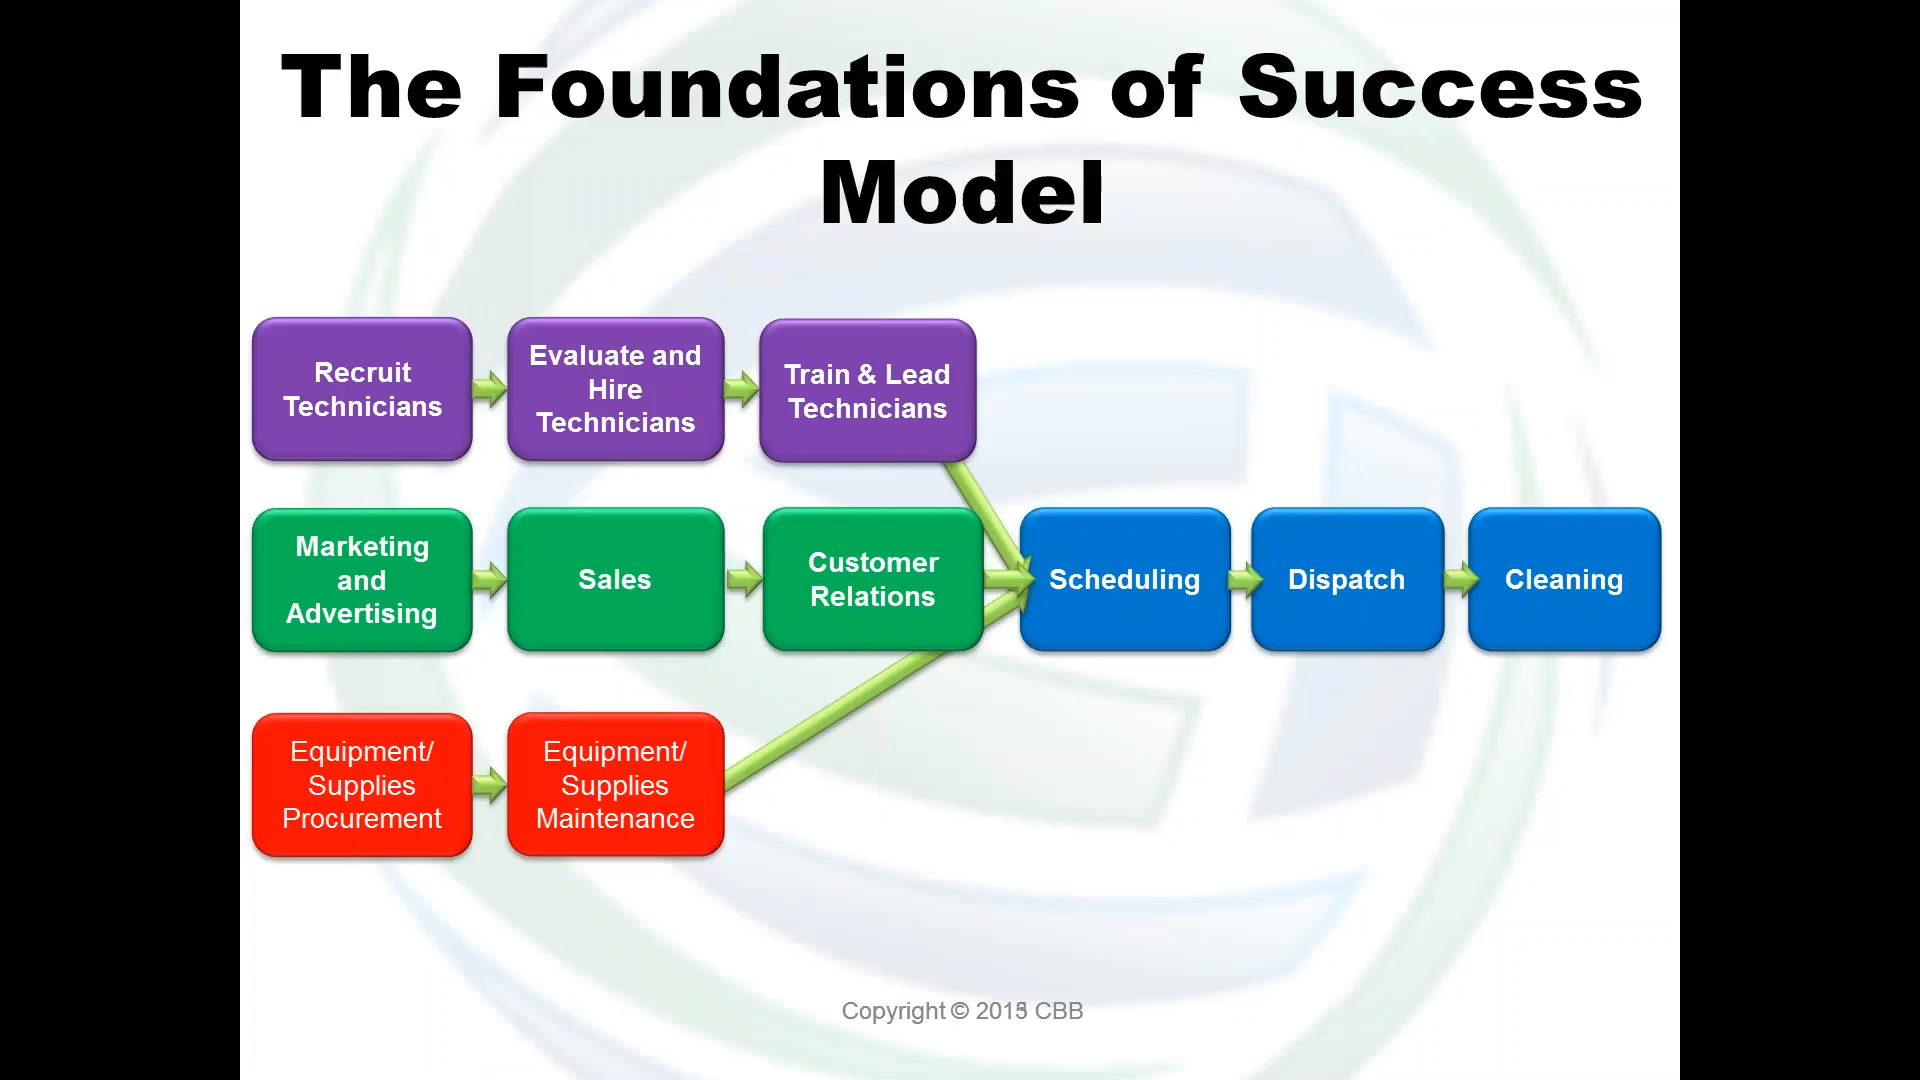 The Foundations of Success
Model
Recruit
Technicians
Evaluate and
Hire
Technicians
Train & Lead
Technicians
Marketing
and
Advertising
Sales
Customer
Relations
Scheduling
Dispatch
Cleaning
Equipment/
Supplies
Procurement
Equipment/
Supplies
Maintenance
Copyright © CBB